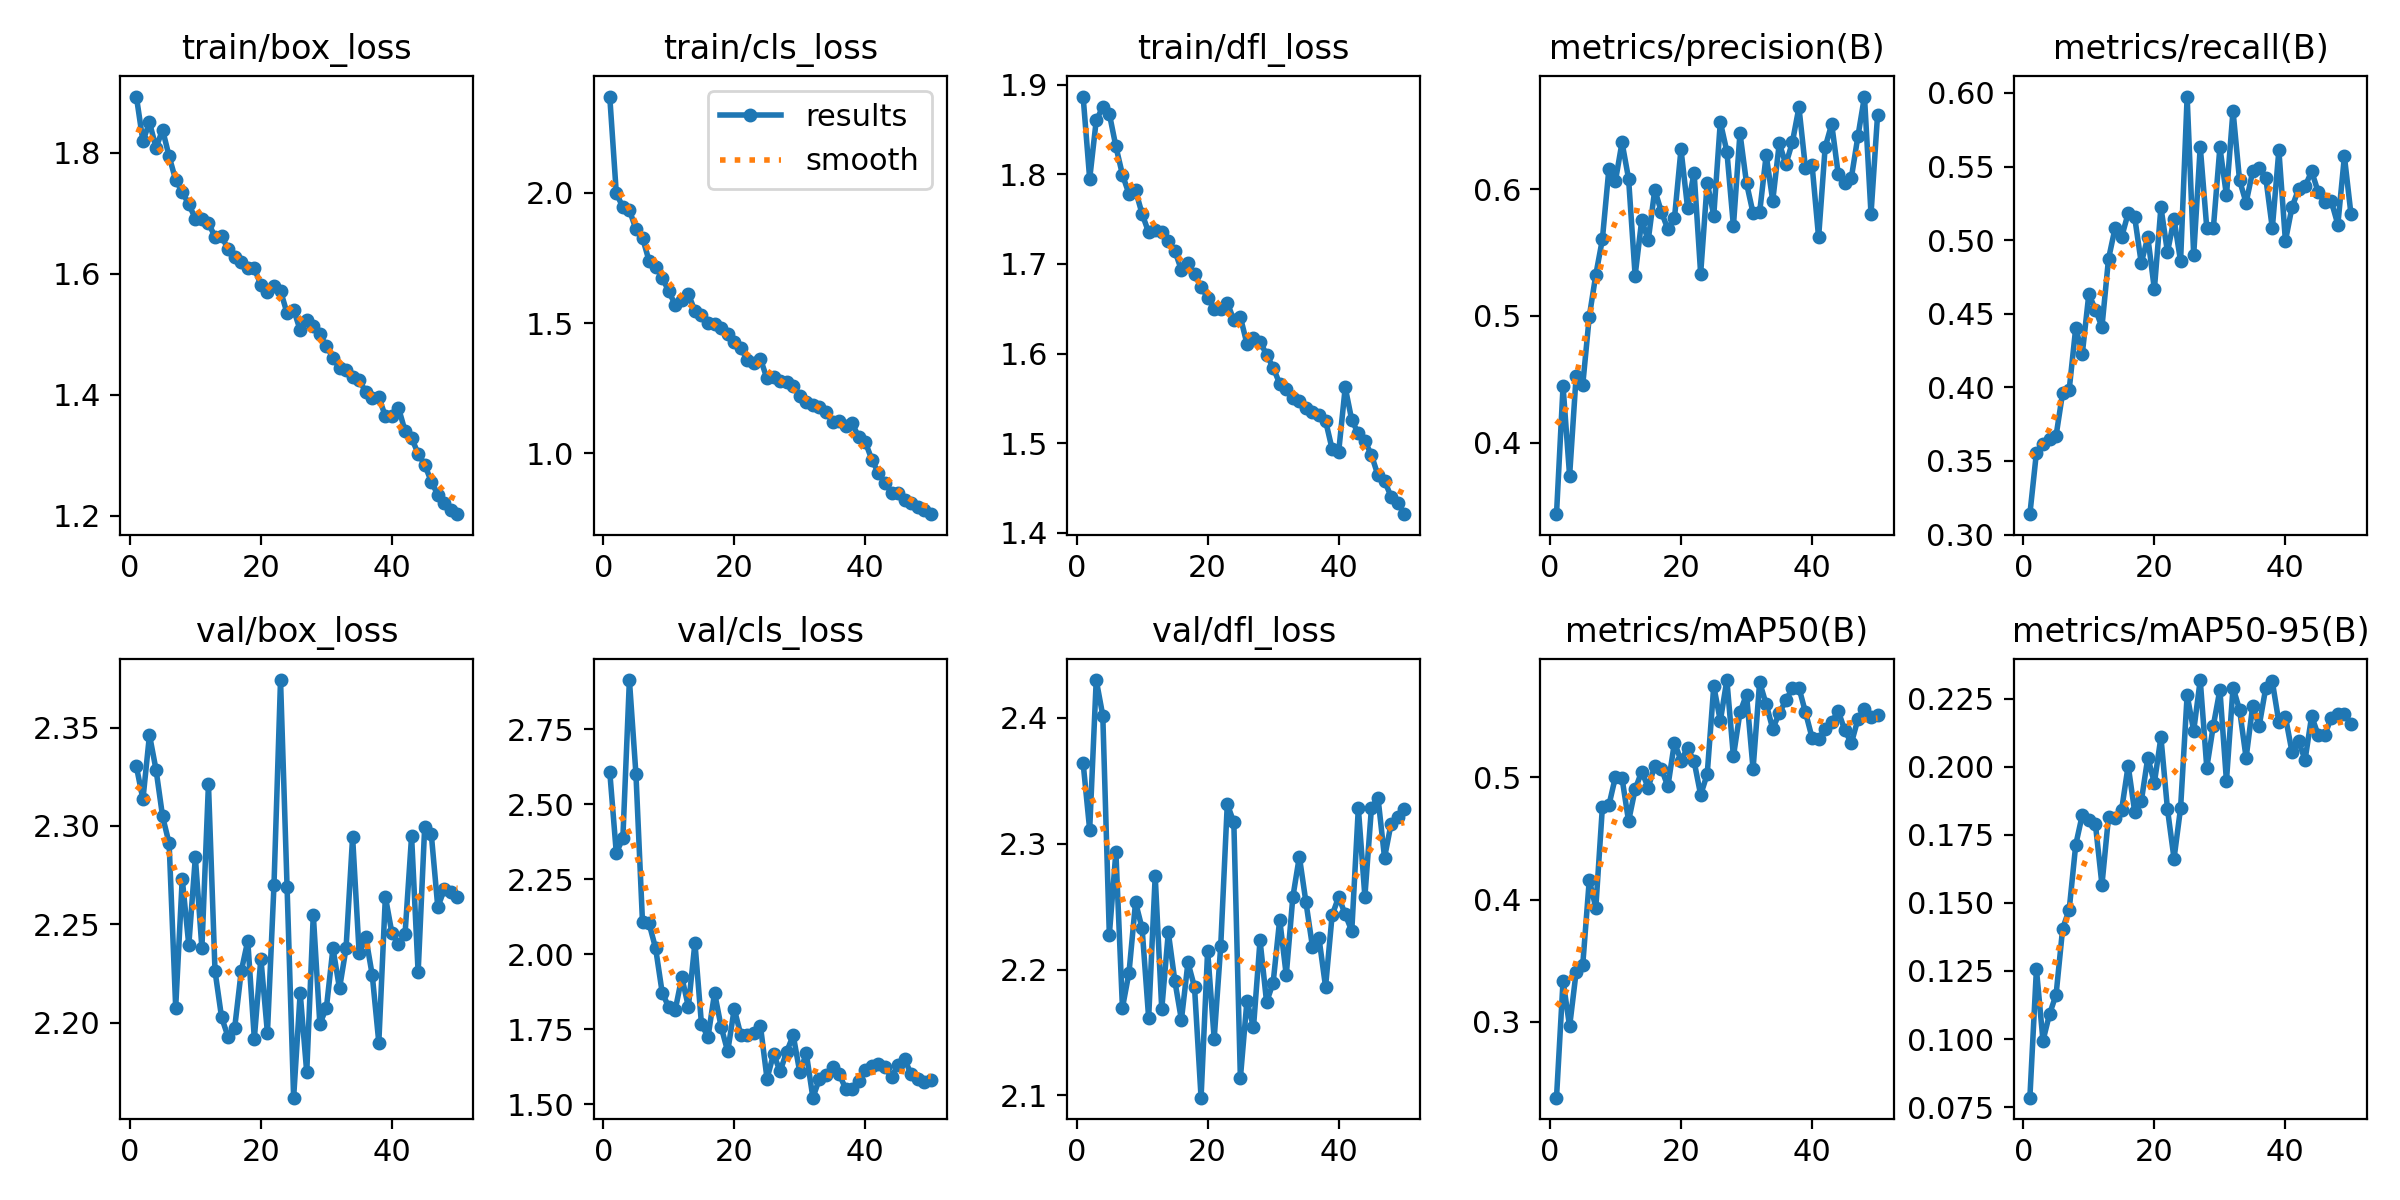 train/box_loss
1.8
1.6
1.4
1.2
0 20 40
train/cls_loss
results
smooth
2.0
1.5
1.0
0 20 40
train/dfl_loss
1.9
1.8
1.7
1.6
1.5
1.4
0 20 40
metrics/precision(B)
0.6
0.5
0.4
0 20 40
metrics/recall(B)
0.60
0.55
0.50
0.45
0.40
0.35
0.30
0 20 40
val/box_loss
2.35
2.30
2.25
2.20
0 20 40
val/cls_loss
2.75
2.50
2.25
2.00
1.75
1.50
0 20 40
val/dfl_loss
2.4
2.3
2.2
2.1
0 20 40
metrics/mAP50(B)
0.5
0.4
0.3
0 20 40
metrics/mAP50-95(B)
0.225
0.200
0.175
0.150
0.125
0.100
0.075
0 20 40